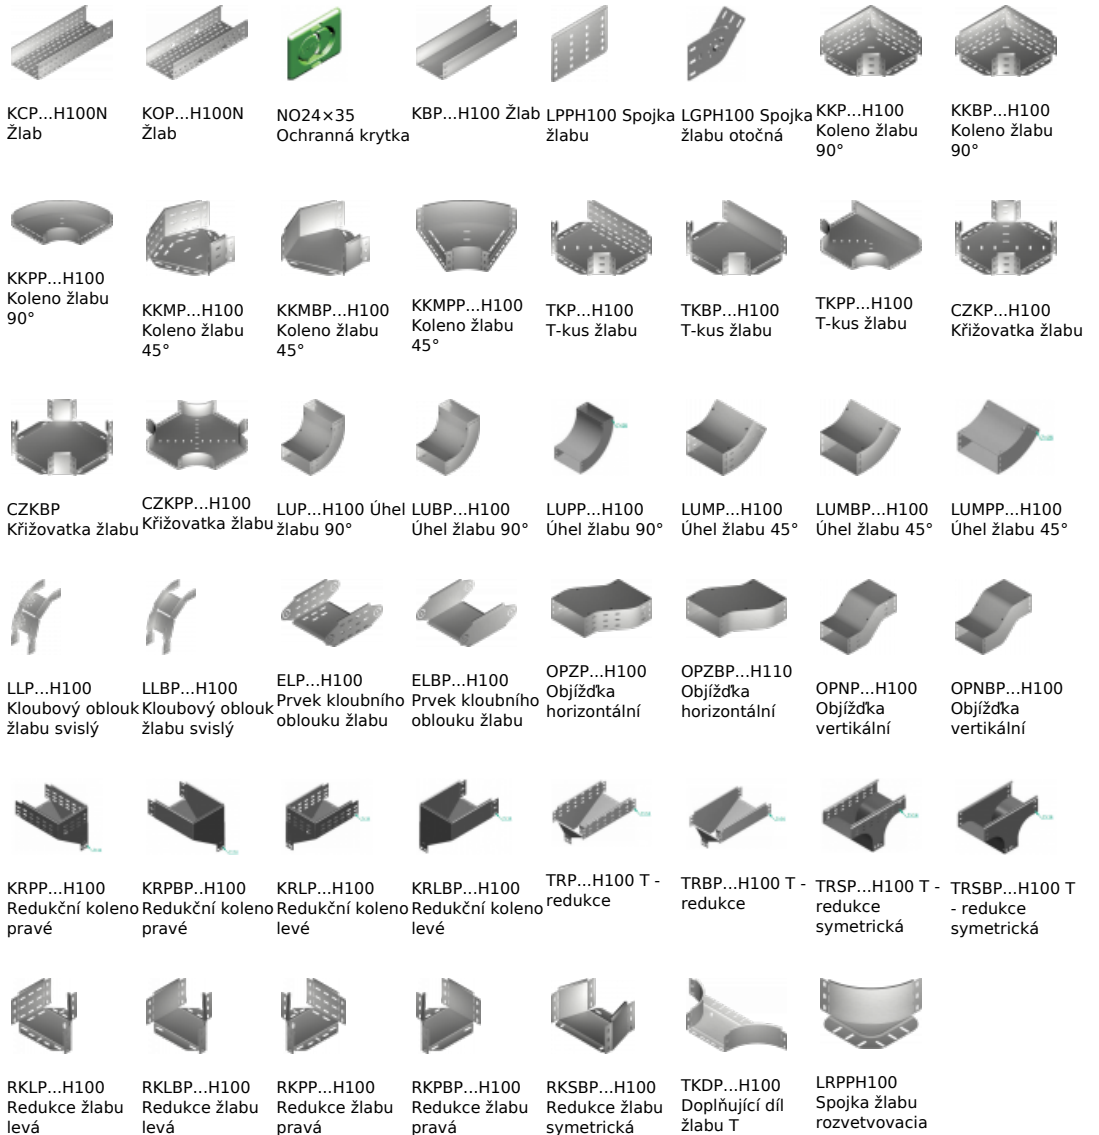 KCP...H100N
Žlab
KOP...H100N
Žlab
NO24×35
Ochranná krytka
KBP...H100 Žlab
LPPH100 Spojka
žlabu
LGPH100 Spojka
žlabu otočná
KKP...H100
Koleno žlabu
90°
KKBP...H100
Koleno žlabu
90°
KKPP...H100
Koleno žlabu
90°
KKMP...H100
Koleno žlabu
45°
KKMBP...H100
Koleno žlabu
45°
KKMPP...H100
Koleno žlabu
45°
TKP...H100
T-kus žlabu
TKBP...H100
T-kus žlabu
TKPP...H100
T-kus žlabu
CZKP...H100
Křižovatka žlabu
CZKBP
Křižovatka žlabu
CZKPP...H100
Křižovatka žlabu
LUP...H100 Úhel
žlabu 90°
LUBP...H100
Úhel žlabu 90°
LUPP...H100
Úhel žlabu 90°
LUMP...H100
Úhel žlabu 45°
LUMBP...H100
Úhel žlabu 45°
LUMPP...H100
Úhel žlabu 45°
LLP...H100
Kloubový oblouk
žlabu svislý
LLBP...H100
Kloubový oblouk
žlabu svislý
ELP...H100
Prvek kloubního
oblouku žlabu
ELBP...H100
Prvek kloubního
oblouku žlabu
OPZP...H100
Objížďka
horizontální
OPZBP...H110
Objížďka
horizontální
OPNP...H100
Objížďka
vertikální
OPNBP...H100
Objížďka
vertikální
KRPP...H100
Redukční koleno
pravé
KRPBP..H100
Redukční koleno
pravé
KRLP...H100
Redukční koleno
levé
KRLBP...H100
Redukční koleno
levé
TRP...H100 T -
redukce
TRBP...H100 T -
redukce
TRSP...H100 T -
redukce
symetrická
TRSBP...H100 T
- redukce
symetrická
RKLP...H100
Redukce žlabu
levá
RKLBP...H100
Redukce žlabu
levá
RKPP...H100
Redukce žlabu
pravá
RKPBP...H100
Redukce žlabu
pravá
RKSBP...H100
Redukce žlabu
symetrická
TKDP...H100
Doplňující díl
žlabu T
LRPPH100
Spojka žlabu
rozvetvovacia